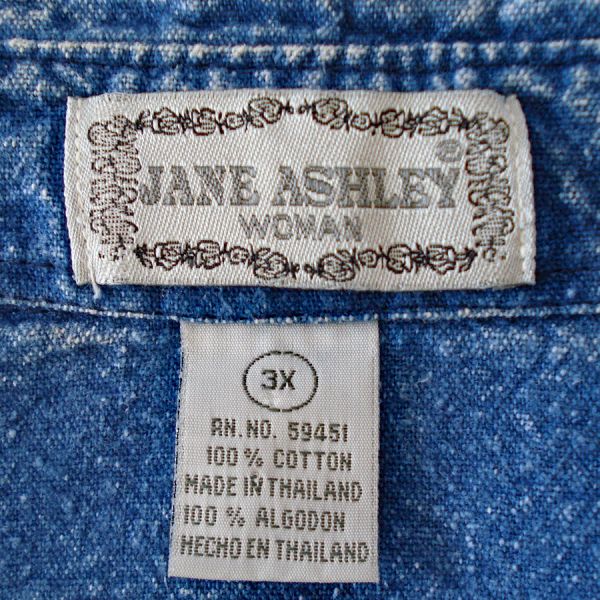 JANE ASHLEY®
WOMAN
3X
RN. NO. 59451
100 % COTTON
MADE IN THAILAND
100 % ALGODON
HECHO EN THAILAND